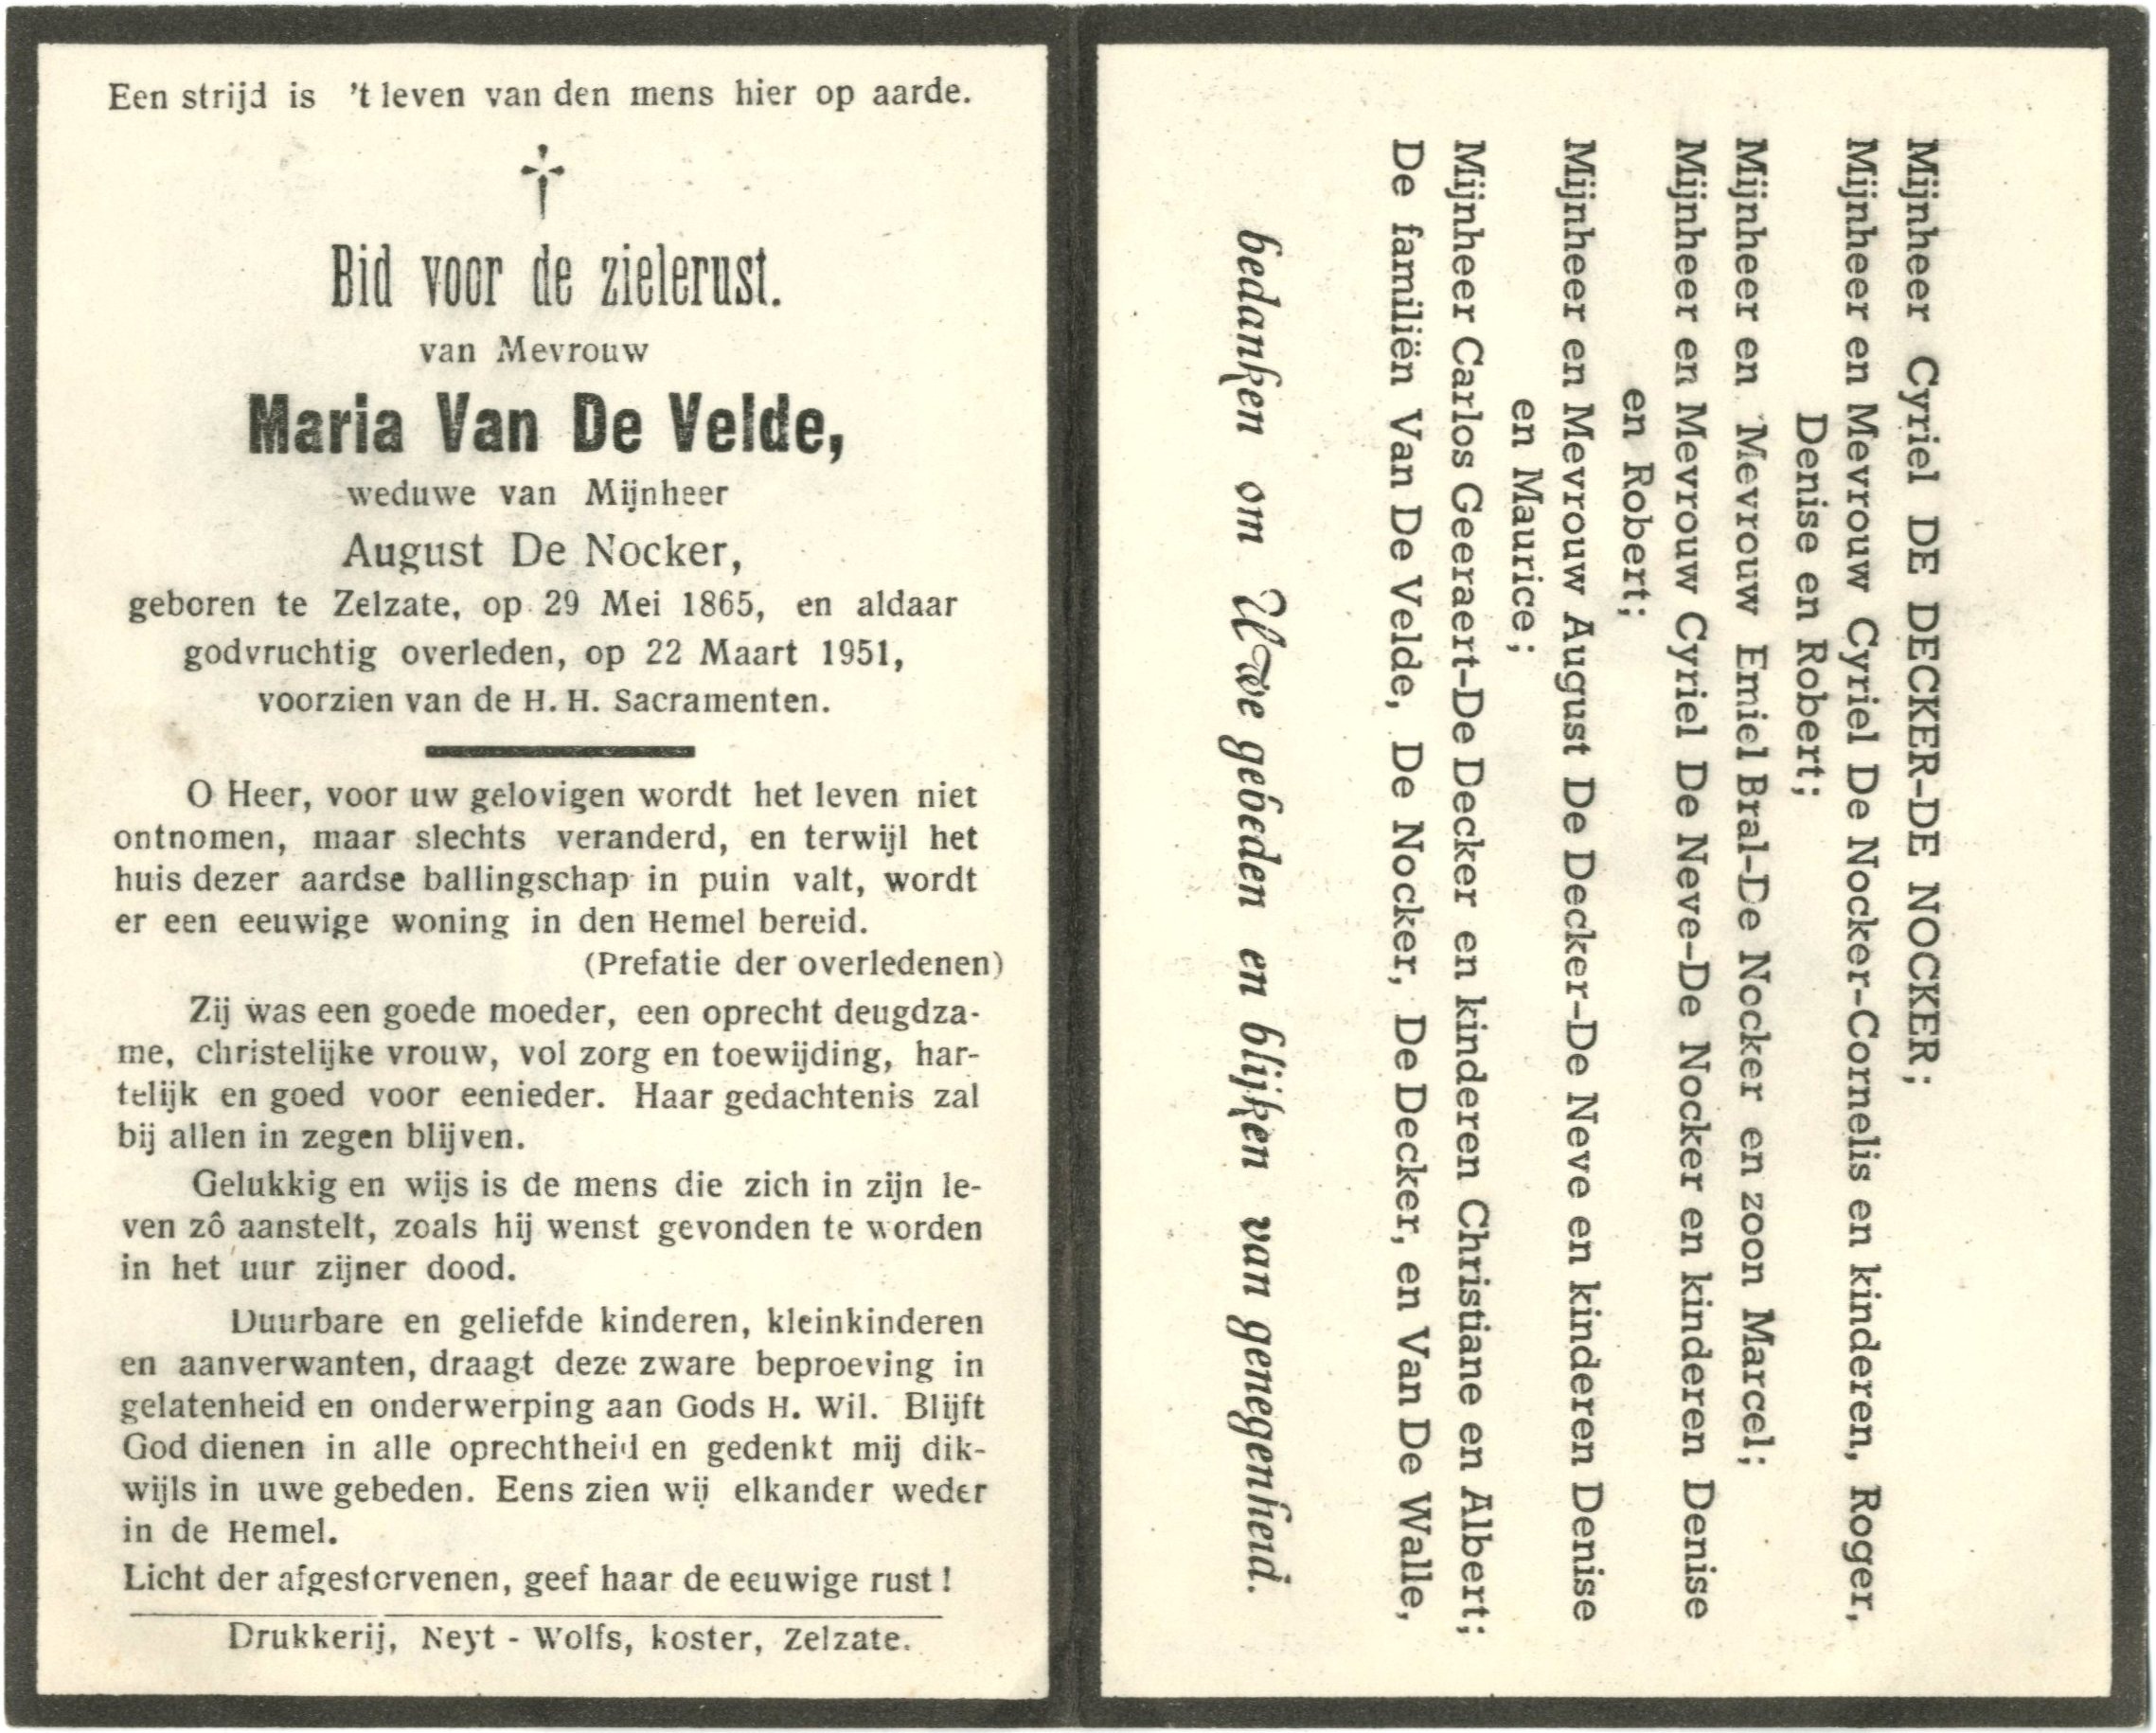 Een strijd is 't leven van den mens hier op aarde.
Bid voor de zielerust.
van Mevrouw
Maria Van De Velde,
weduwe van Mijnheer
August De Nocker,
geboren te Zelzate, op 29 Mei 1865, en aldaar
godvruchtig overleden, op 22 Maart 1951,
voorzien van de H. H. Sacramenten.
O Heer, voor uw gelovigen wordt het leven niet
ontnomen, maar slechts veranderd, en terwijl het
huis dezer aardse ballingschap in puin valt, wordt
er een eeuwige woning in den Hemel bereid.
(Prefatie der overledenen)
Zij was een goede moeder, een oprecht deugdza-
me, christelijke vrouw, vol zorg en toewijding, har-
telijk en goed voor eenieder. Haar gedachtenis zal
bij allen in zegen blijven.
Gelukkig en wijs is de mens die zich in zijn le-
ven zô aanstelt, zoals hij wenst gevonden te worden
in het uur zijner dood.
Duurbare en geliefde kinderen, kleinkinderen
en aanverwanten, draagt deze zware beproeving in
gelatenheid en onderwerping aan Gods H. Wil. Blijft
God dienen in alle oprechtheid en gedenkt mij dik-
wijls in uwe gebeden. Eens zien wij elkander weder
in de Hemel.
Licht der afgestorvenen, geef haar de eeuwige rust !
Drukkerij, Neyt - Wolfs, koster, Zelzate.
Mijnheer Cyriel DE DECKER-DE NOCKER;
Mijnheer en Mevrouw Cyriel De Nocker-Cornelis en kinderen, Roger,
Denise en Robert;
Mijnheer en Mevrouw Emiel Bral-De Nocker en zoon Marcel;
Mijnheer en Mevrouw Cyriel De Neve-De Nocker en kinderen Denise
en Robert;
Mijnheer en Mevrouw August De Decker-De Neve en kinderen Denise
en Maurice;
Mijnheer Carlos Geeraert-De Decker en kinderen Christiane en Albert;
De familiën Van De Velde, De Nocker, De Decker, en Van De Walle,
bedanken om Uwe gebeden en blijken van genegenheid.